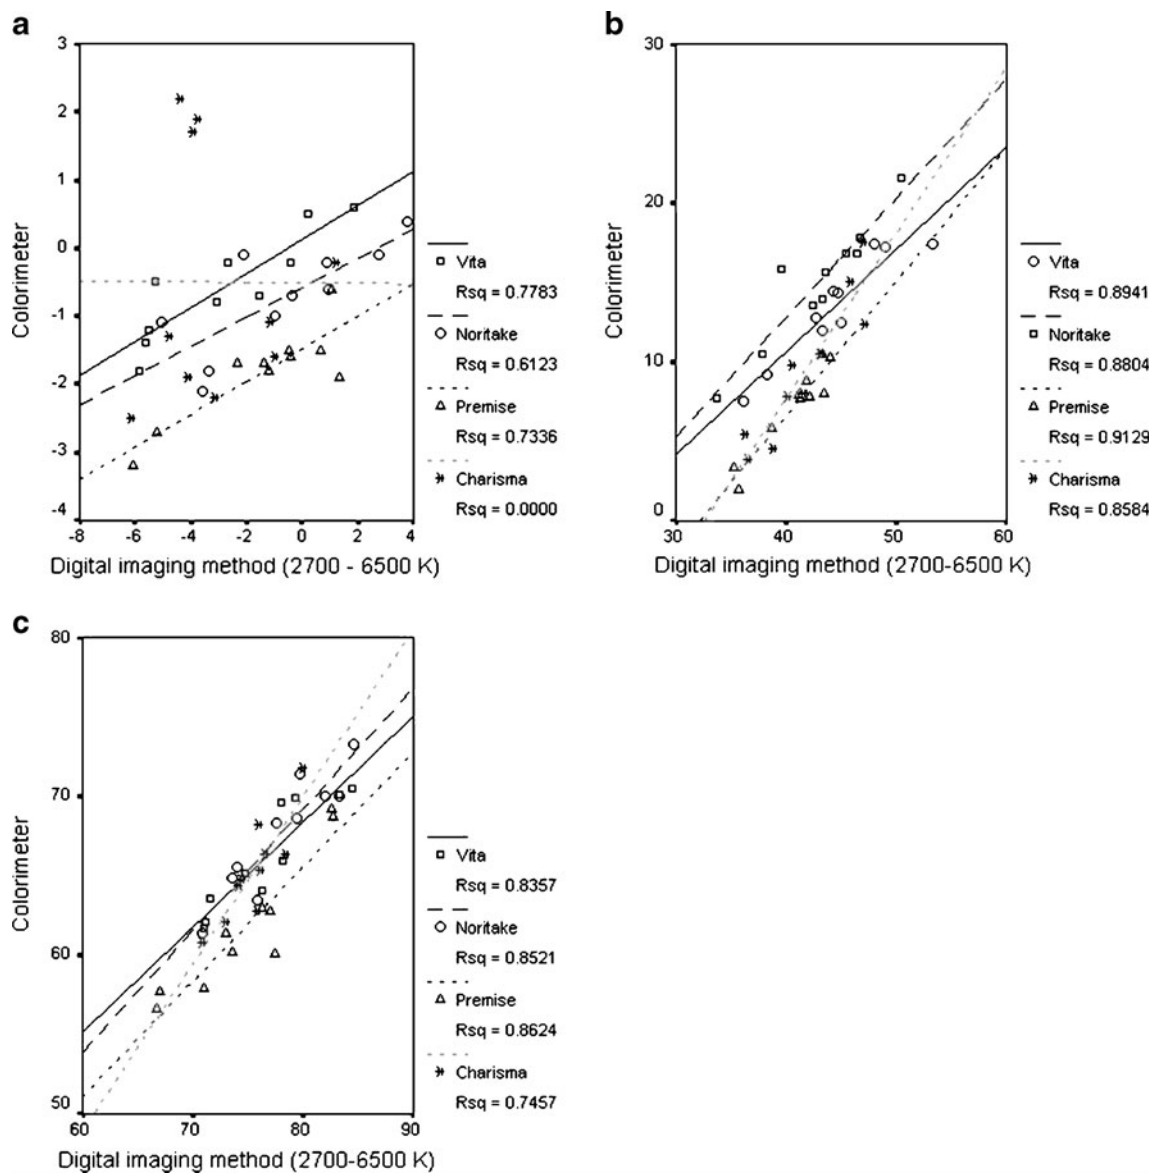 a
3
2
1
0
-1
-2
-3
-4
Colorimeter
-8 -6 -4 -2 0 2 4
Digital imaging method (2700 - 6500 K)
Vita
Rsq = 0.7783
Noritake
Rsq = 0.6123
Premise
Rsq = 0.7336
Charisma
Rsq = 0.0000
b
30
20
10
0
Colorimeter
30 40 50 60
Digital imaging method (2700-6500 K)
Vita
Rsq = 0.8941
Noritake
Rsq = 0.8804
Premise
Rsq = 0.9129
Charisma
Rsq = 0.8584
c
80
70
60
50
Colorimeter
60 70 80 90
Digital imaging method (2700-6500 K)
Vita
Rsq = 0.8357
Noritake
Rsq = 0.8521
Premise
Rsq = 0.8624
Charisma
Rsq = 0.7457